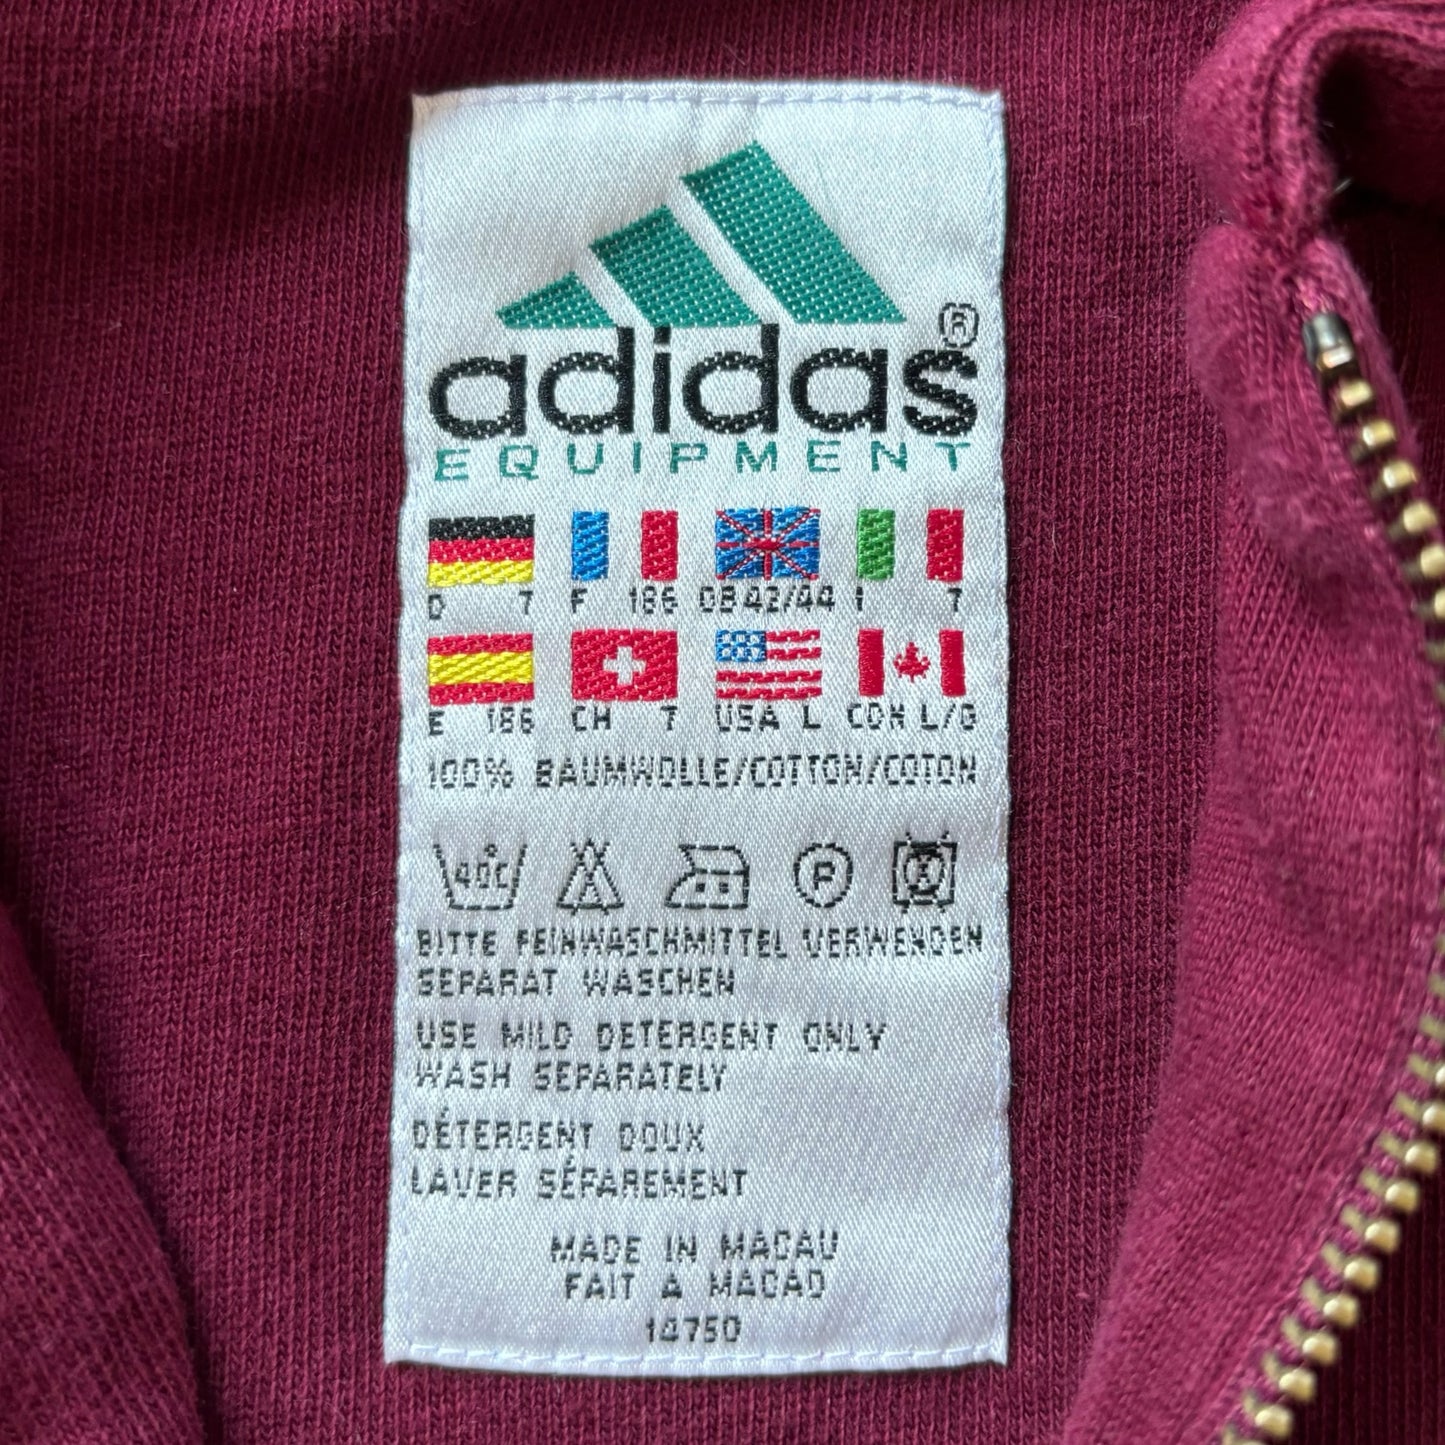 adidas®
EQUIPMENT
D 7 F 186 GB 42/44 I 7
E 186 CH 7 USA L CDN L/G
100% BAUMWOLLE/COTTON/COTON
40°C P X
BITTE FEINWASCHMITTEL VERWENDEN
SEPARAT WASCHEN
USE MILD DETERGENT ONLY
WASH SEPARATELY
DÉTERGENT DOUX
LAVER SÉPAREMENT
MADE IN MACAU
FAIT A MACAO
14750